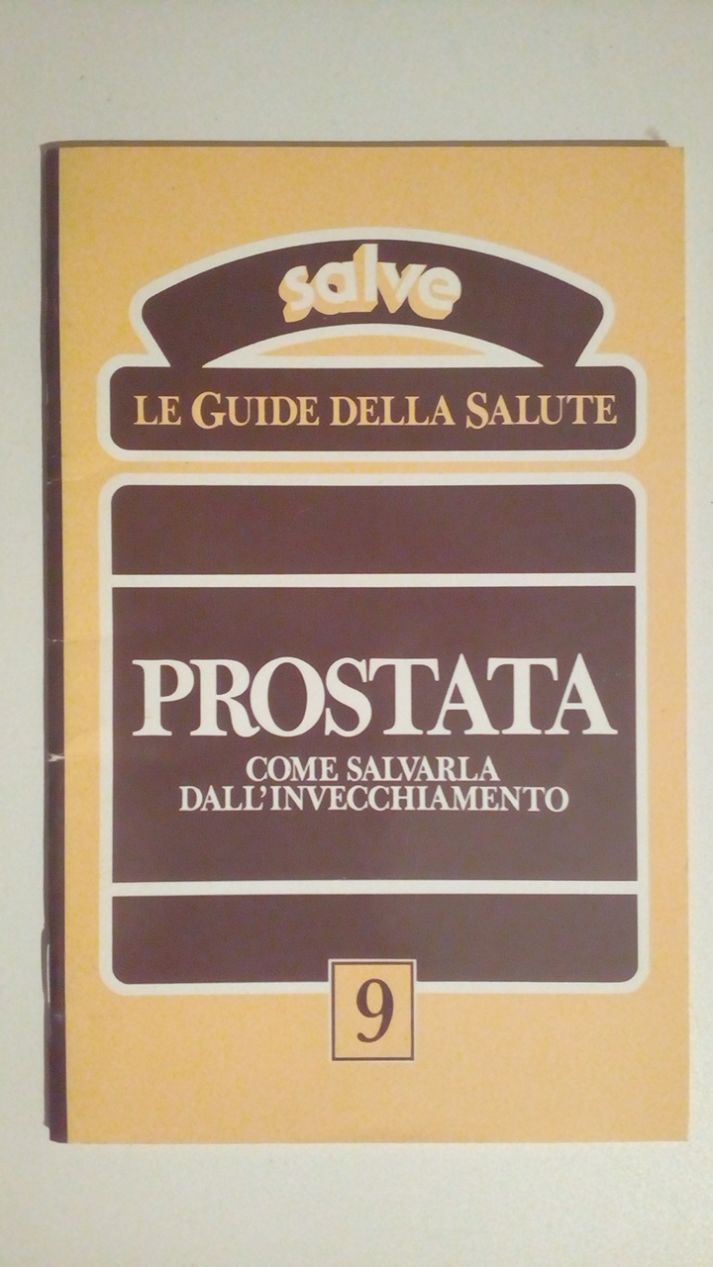 salve
LE GUIDE DELLA SALUTE
PROSTATA
COME SALVARLA
DALL'INVECCHIAMENTO
9